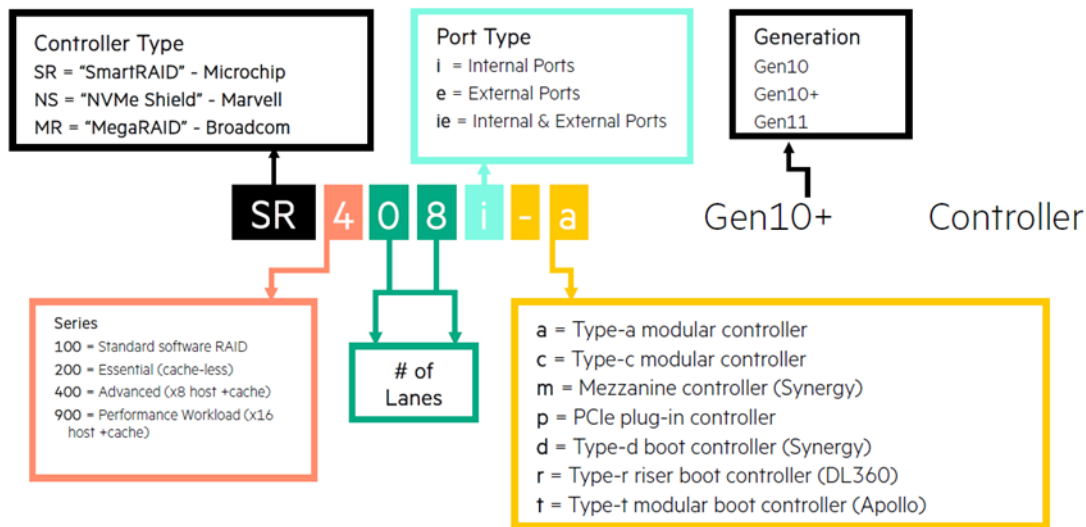 Controller Type
SR = “SmartRAID” - Microchip
NS = “NVMe Shield” - Marvell
MR = “MegaRAID” - Broadcom
Port Type
i = Internal Ports
e = External Ports
ie = Internal & External Ports
Generation
Gen10
Gen10+
Gen11
SR 4 0 8 i - a Gen10+ Controller
Series
100 = Standard software RAID
200 = Essential (cache-less)
400 = Advanced (x8 host +cache)
900 = Performance Workload (x16
host +cache)
# of
Lanes
a = Type-a modular controller
c = Type-c modular controller
m = Mezzanine controller (Synergy)
p = PCIe plug-in controller
d = Type-d boot controller (Synergy)
r = Type-r riser boot controller (DL360)
t = Type-t modular boot controller (Apollo)